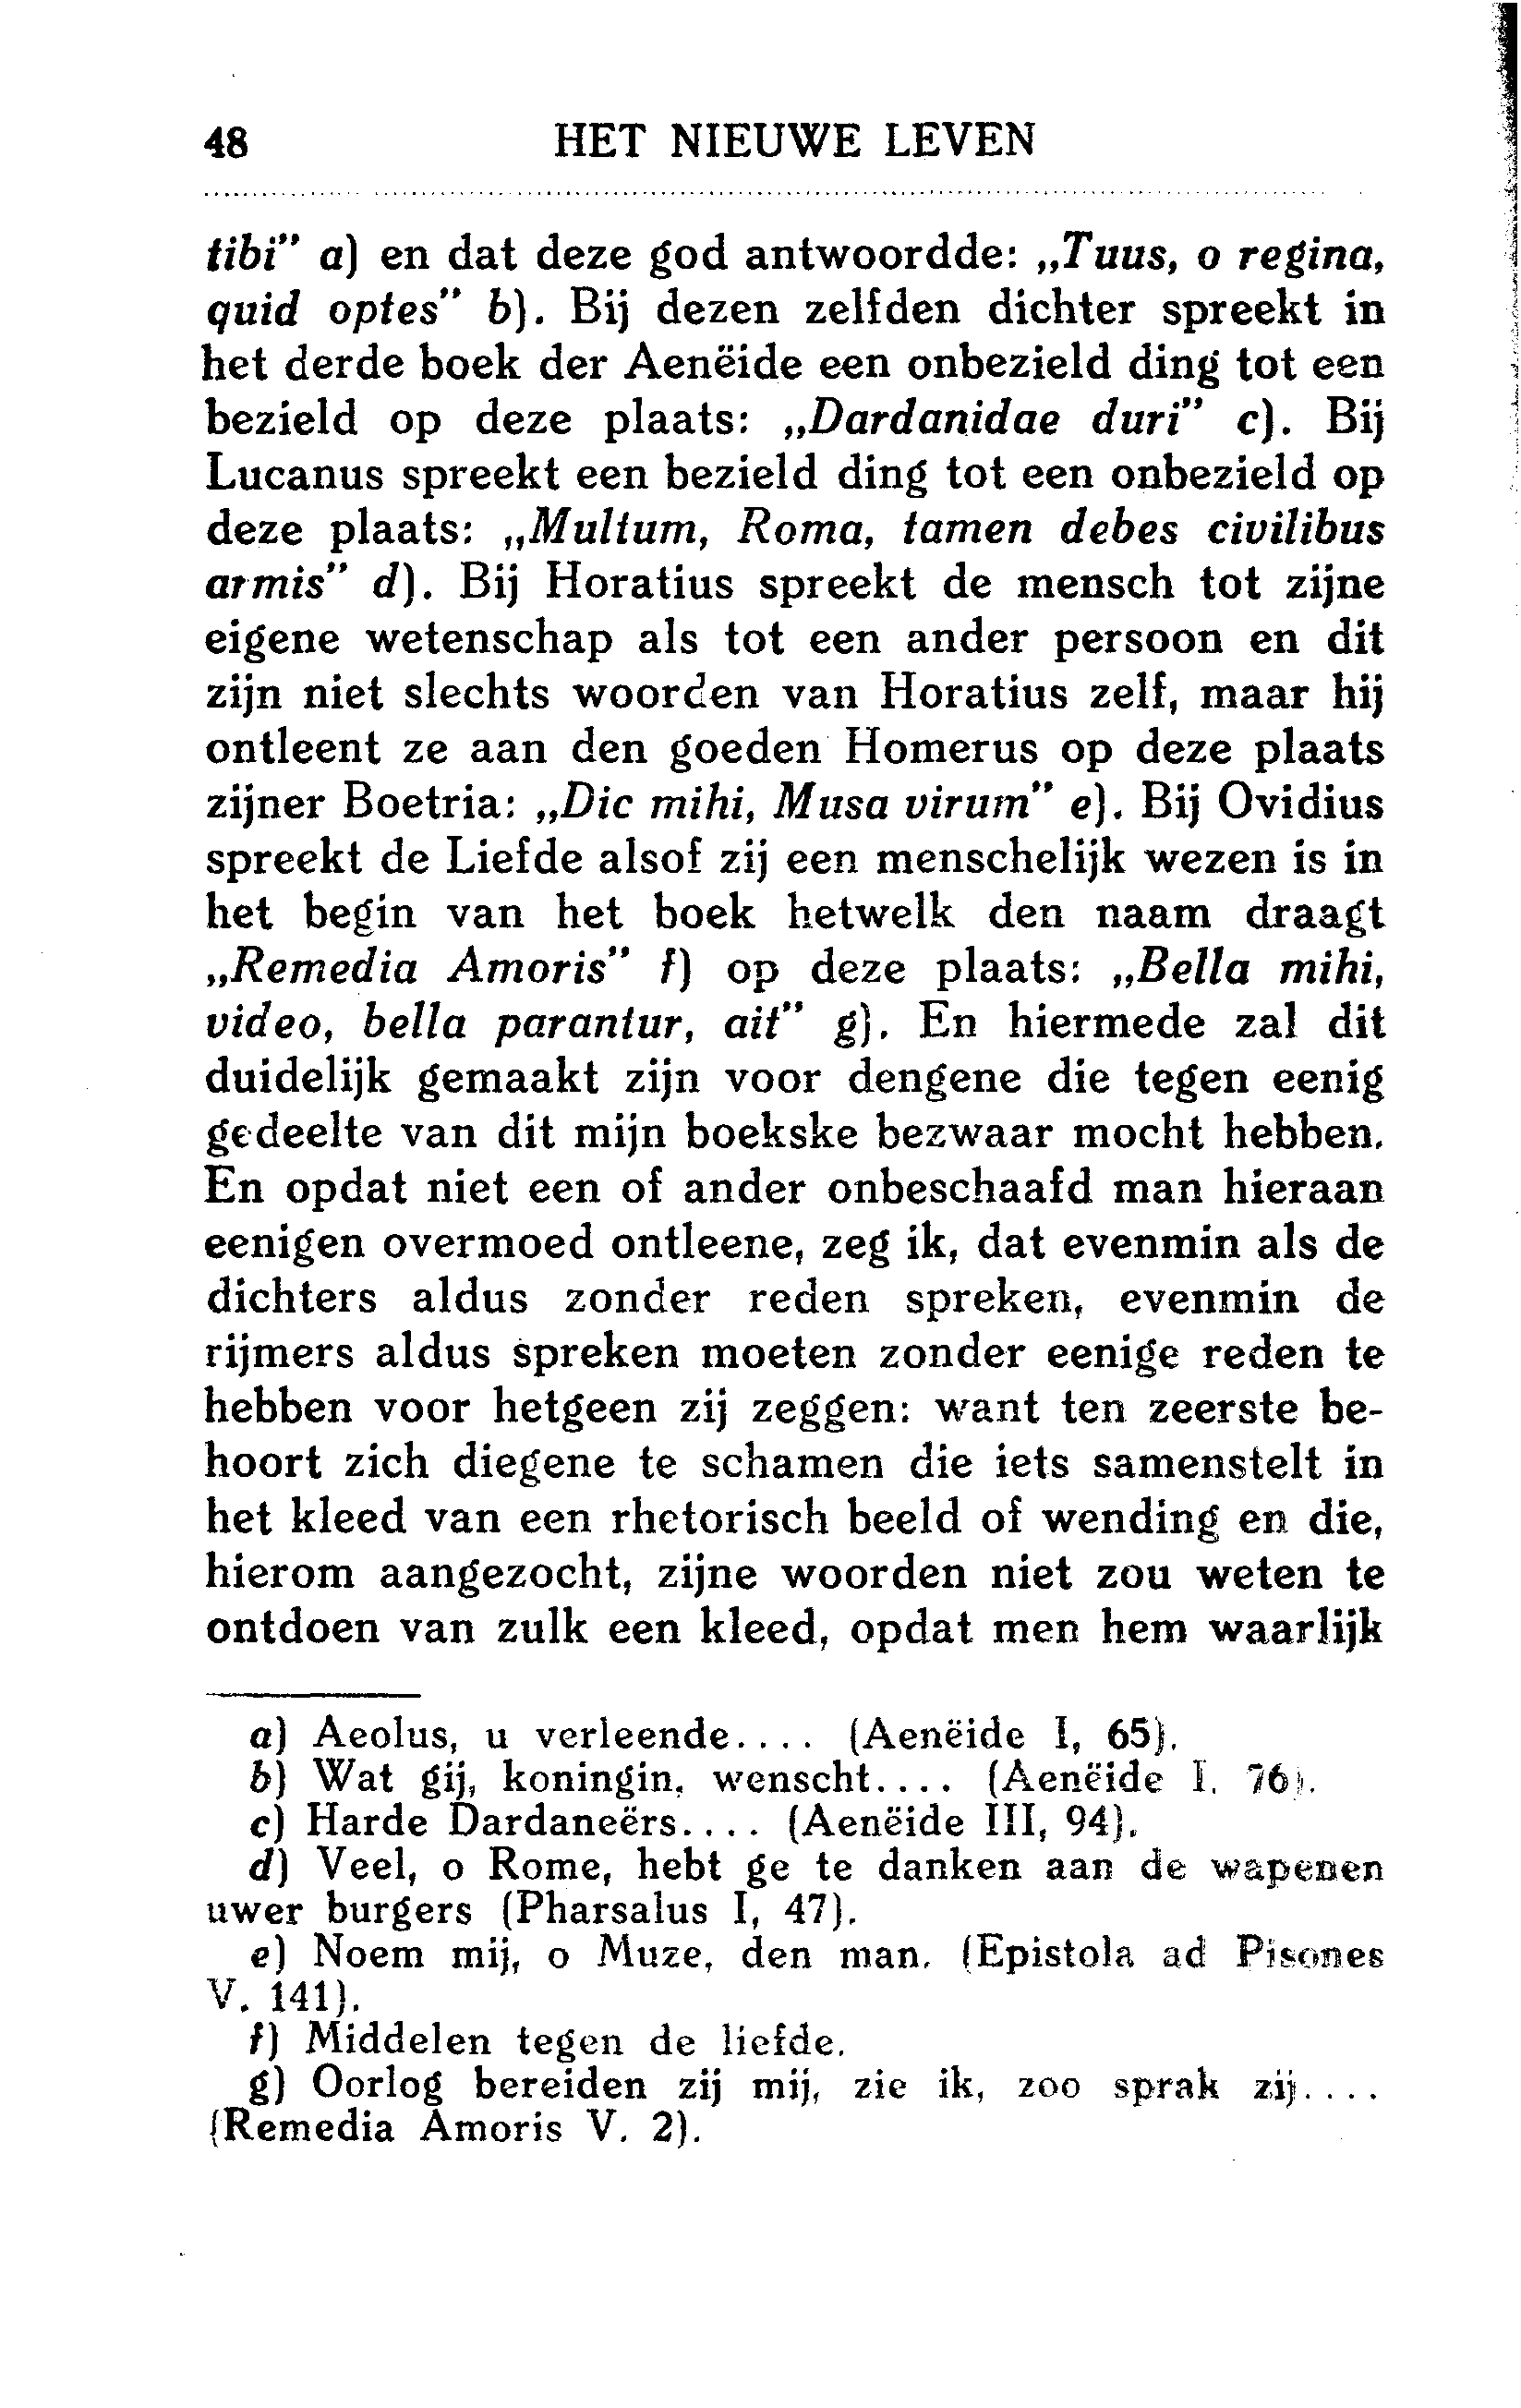 48 HET NIEUWE LEVEN
tibi” a) en dat deze god antwoordde: „Tuus, o regina,
quid optes” b). Bij dezen zelfden dichter spreekt in
het derde boek der Aenëide een onbezield ding tot een
bezield op deze plaats: „Dardanidae duri” c). Bij
Lucanus spreekt een bezield ding tot een onbezield op
deze plaats: „Multum, Roma, tamen debes civilibus
armis” d). Bij Horatius spreekt de mensch tot zijne
eigene wetenschap als tot een ander persoon en dit
zijn niet slechts woorden van Horatius zelf, maar hij
ontleent ze aan den goeden Homerus op deze plaats
zijner Boetria: „Dic mihi, Musa virum” e). Bij Ovidius
spreekt de Liefde alsof zij een menschelijk wezen is in
het begin van het boek hetwelk den naam draagt
„Remedia Amoris” f) op deze plaats: „Bella mihi,
video, bella parantur, ait” g). En hiermede zal dit
duidelijk gemaakt zijn voor dengene die tegen eenig
gedeelte van dit mijn boekske bezwaar mocht hebben.
En opdat niet een of ander onbeschaafd man hieraan
eenigen overmoed ontleene, zeg ik, dat evenmin als de
dichters aldus zonder reden spreken, evenmin de
rijmers aldus spreken moeten zonder eenige reden te
hebben voor hetgeen zij zeggen: want ten zeerste be-
hoort zich diegene te schamen die iets samenstelt in
het kleed van een rhetorisch beeld of wending en die,
hierom aangezocht, zijne woorden niet zou weten te
ontdoen van zulk een kleed, opdat men hem waarlijk
a) Aeolus, u verleende.... (Aenëide I, 65).
b) Wat gij, koningin, wenscht.... (Aenëide I. 76).
c) Harde Dardaneërs.... (Aenëide III, 94).
d) Veel, o Rome, hebt ge te danken aan de wapenen
uwer burgers (Pharsalus I, 47).
e) Noem mij, o Muze, den man. (Epistola ad Pisones
V. 141).
f) Middelen tegen de liefde.
g) Oorlog bereiden zij mij, zie ik, zoo sprak zij....
(Remedia Amoris V. 2).